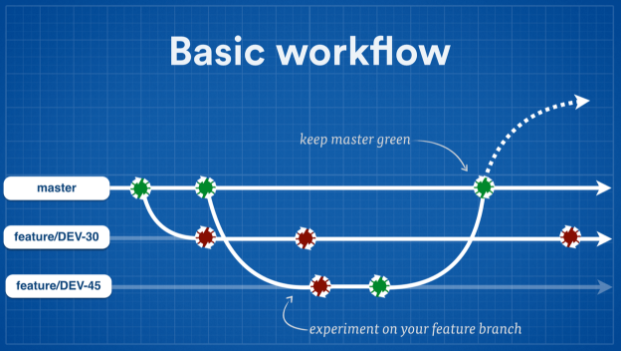 Basic workflow
keep master green
master
feature/DEV-30
feature/DEV-45
experiment on your feature branch